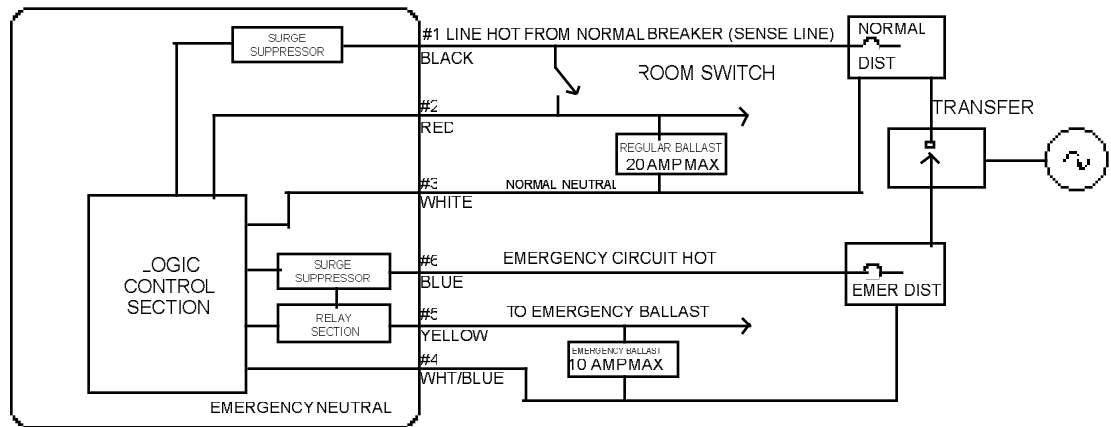 SURGE
SUPPRESSOR
#1 LINE HOT FROM NORMAL BREAKER (SENSE LINE)
BLACK
NORMAL
DIST
ROOM SWITCH
#2
RED
TRANSFER
REGULAR BALLAST
20 AMP MAX
#3
NORMAL NEUTRAL
WHITE
LOGIC
CONTROL
SECTION
SURGE
SUPPRESSOR
#6
EMERGENCY CIRCUIT HOT
BLUE
EMER DIST
RELAY
SECTION
#5
TO EMERGENCY BALLAST
YELLOW
EMERGENCY BALLAST
10 AMP MAX
#4
WHT/BLUE
EMERGENCY NEUTRAL